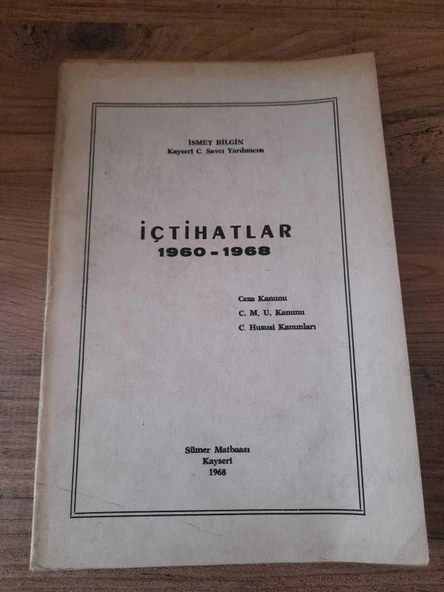 İSMET BİLGİN
Kayseri C. Savcı Yardımcısı
İÇTİHATLAR
1960-1968
Ceza Kanunu
C. M. U. Kanunu
C. Hususi Kanunları
Sümer Matbaası
Kayseri
1968